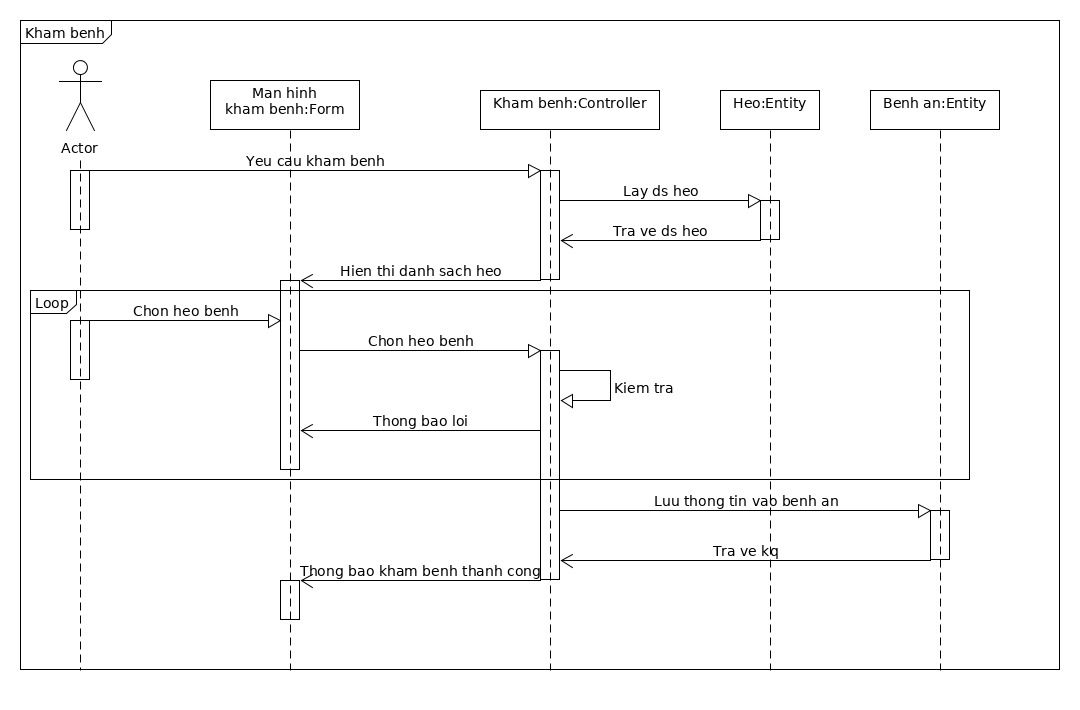 Kham benh
Man hinh
kham benh:Form
Kham benh:Controller
Heo:Entity
Benh an:Entity
Actor
Yeu cau kham benh
Lay ds heo
Tra ve ds heo
Hien thi danh sach heo
Loop
Chon heo benh
Chon heo benh
Kiem tra
Thong bao loi
Luu thong tin vao benh an
Tra ve kq
Thong bao kham benh thanh cong